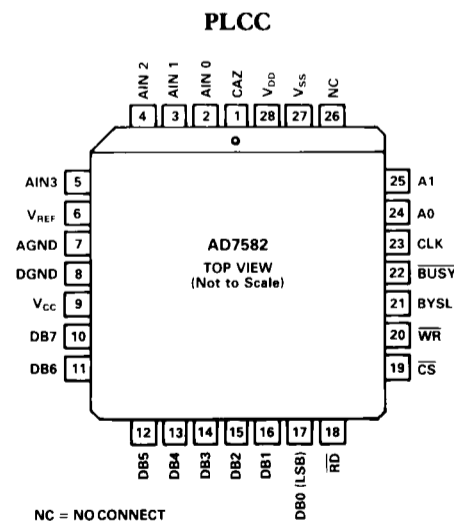 PLCC
AIN 2
AIN 1
AIN 0
CAZ
VDD
VSS
NC
4 3 2 1 28 27 26
AIN3 5
VREF 6
AGND 7
DGND 8
VCC 9
DB7 10
DB6 11
AD7582
TOP VIEW
(Not to Scale)
25 A1
24 A0
23 CLK
22 BUSY
21 BYSL
20 WR
19 CS
12 13 14 15 16 17 18
DB5
DB4
DB3
DB2
DB1
DB0 (LSB)
RD
NC = NO CONNECT